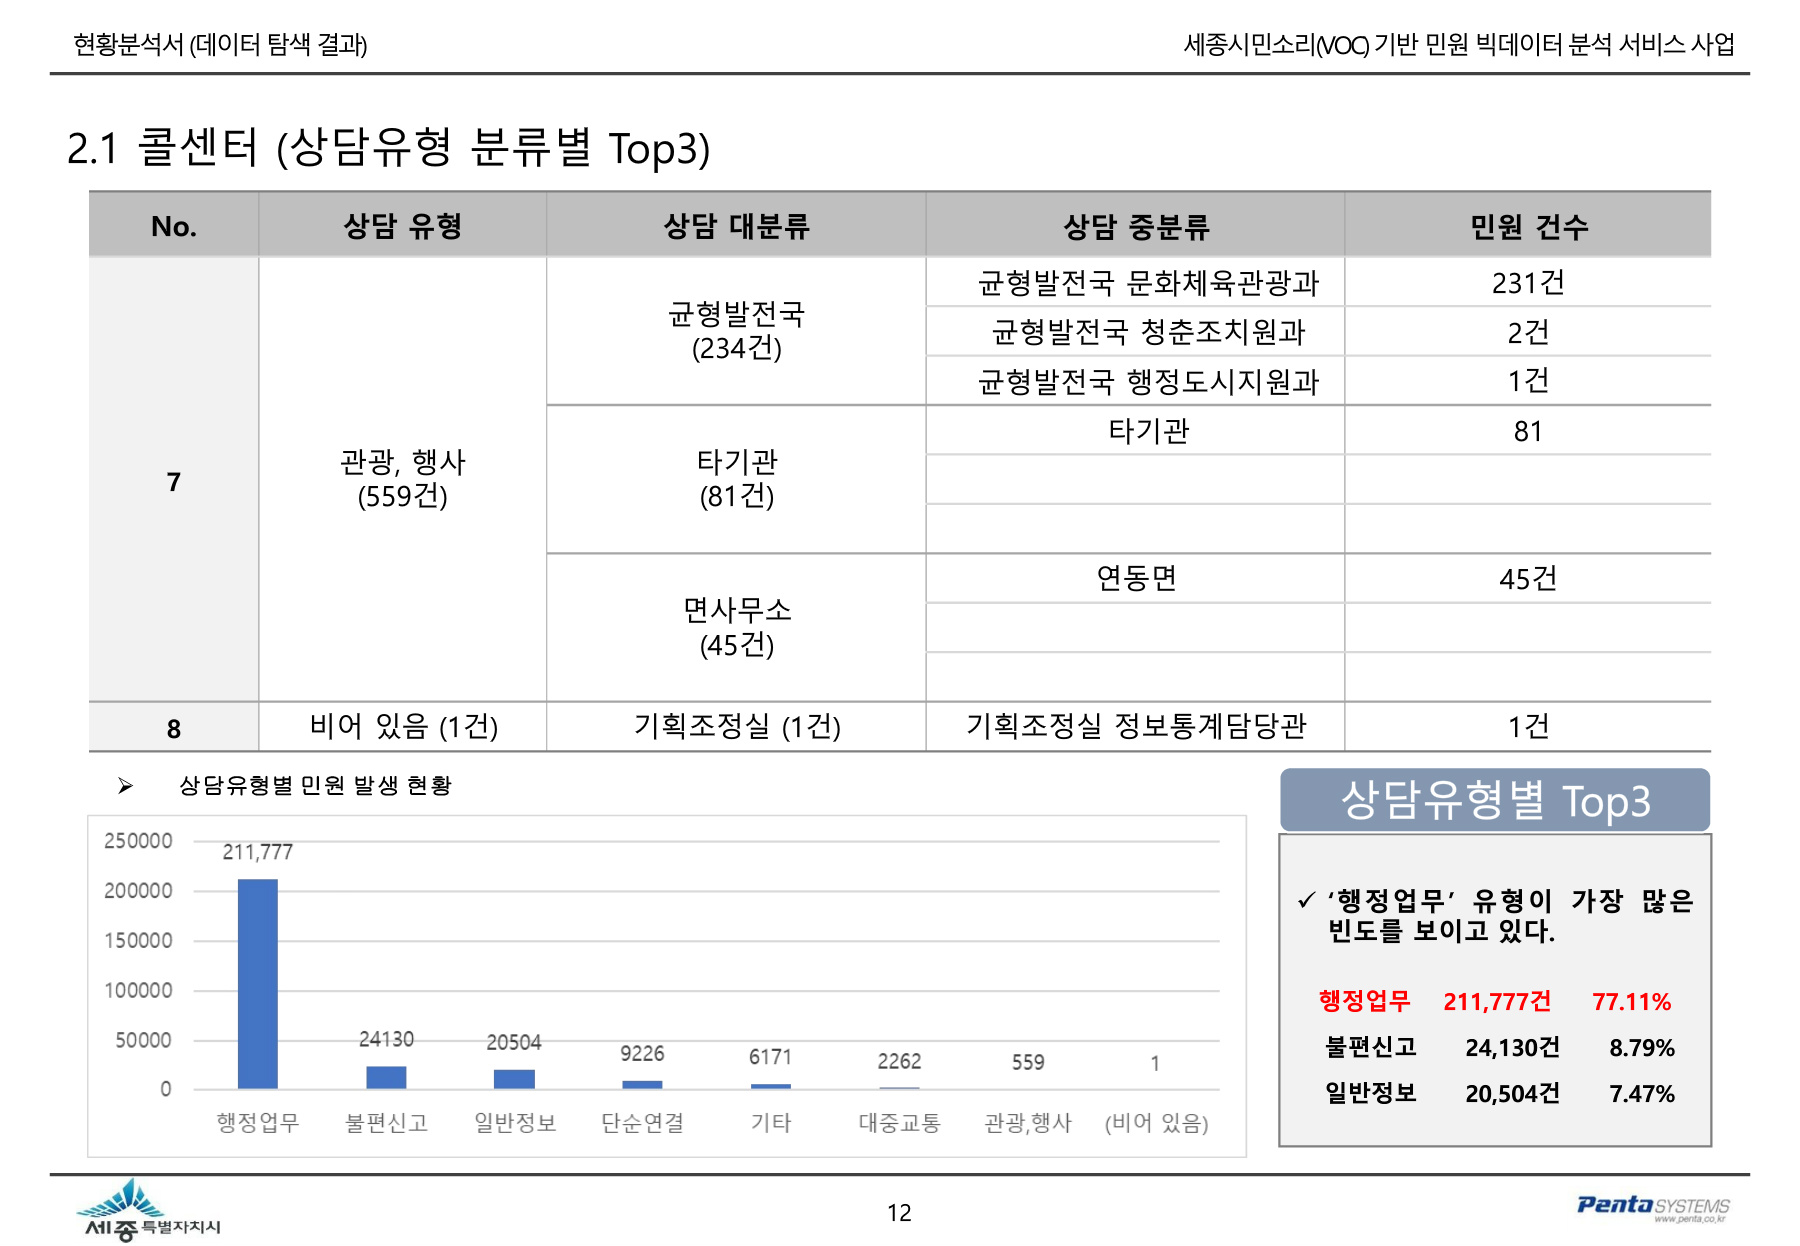 현황분석서 (데이터 탐색 결과)
세종시민소리(VOC) 기반 민원 빅데이터 분석 서비스 사업
2.1 콜센터 (상담유형 분류별 Top3)
No. 상담 유형 상담 대분류 상담 중분류 민원 건수
7
관광, 행사
(559건)
균형발전국
(234건)
균형발전국 문화체육관광과 231건
균형발전국 청춘조치원과 2건
균형발전국 행정도시지원과 1건
타기관
(81건)
타기관 81
면사무소
(45건)
연동면 45건
8 비어 있음 (1건) 기획조정실 (1건) 기획조정실 정보통계담당관 1건
➢ 상담유형별 민원 발생 현황
250000
200000
150000
100000
50000
0
211,777 24130 20504 9226 6171 2262 559 1
행정업무 불편신고 일반정보 단순연결 기타 대중교통 관광,행사 (비어 있음)
상담유형별 Top3
✓ ‘행정업무’ 유형이 가장 많은
빈도를 보이고 있다.
행정업무 211,777건 77.11%
불편신고 24,130건 8.79%
일반정보 20,504건 7.47%
세종특별자치시
12
Penta SYSTEMS
www.penta.co.kr